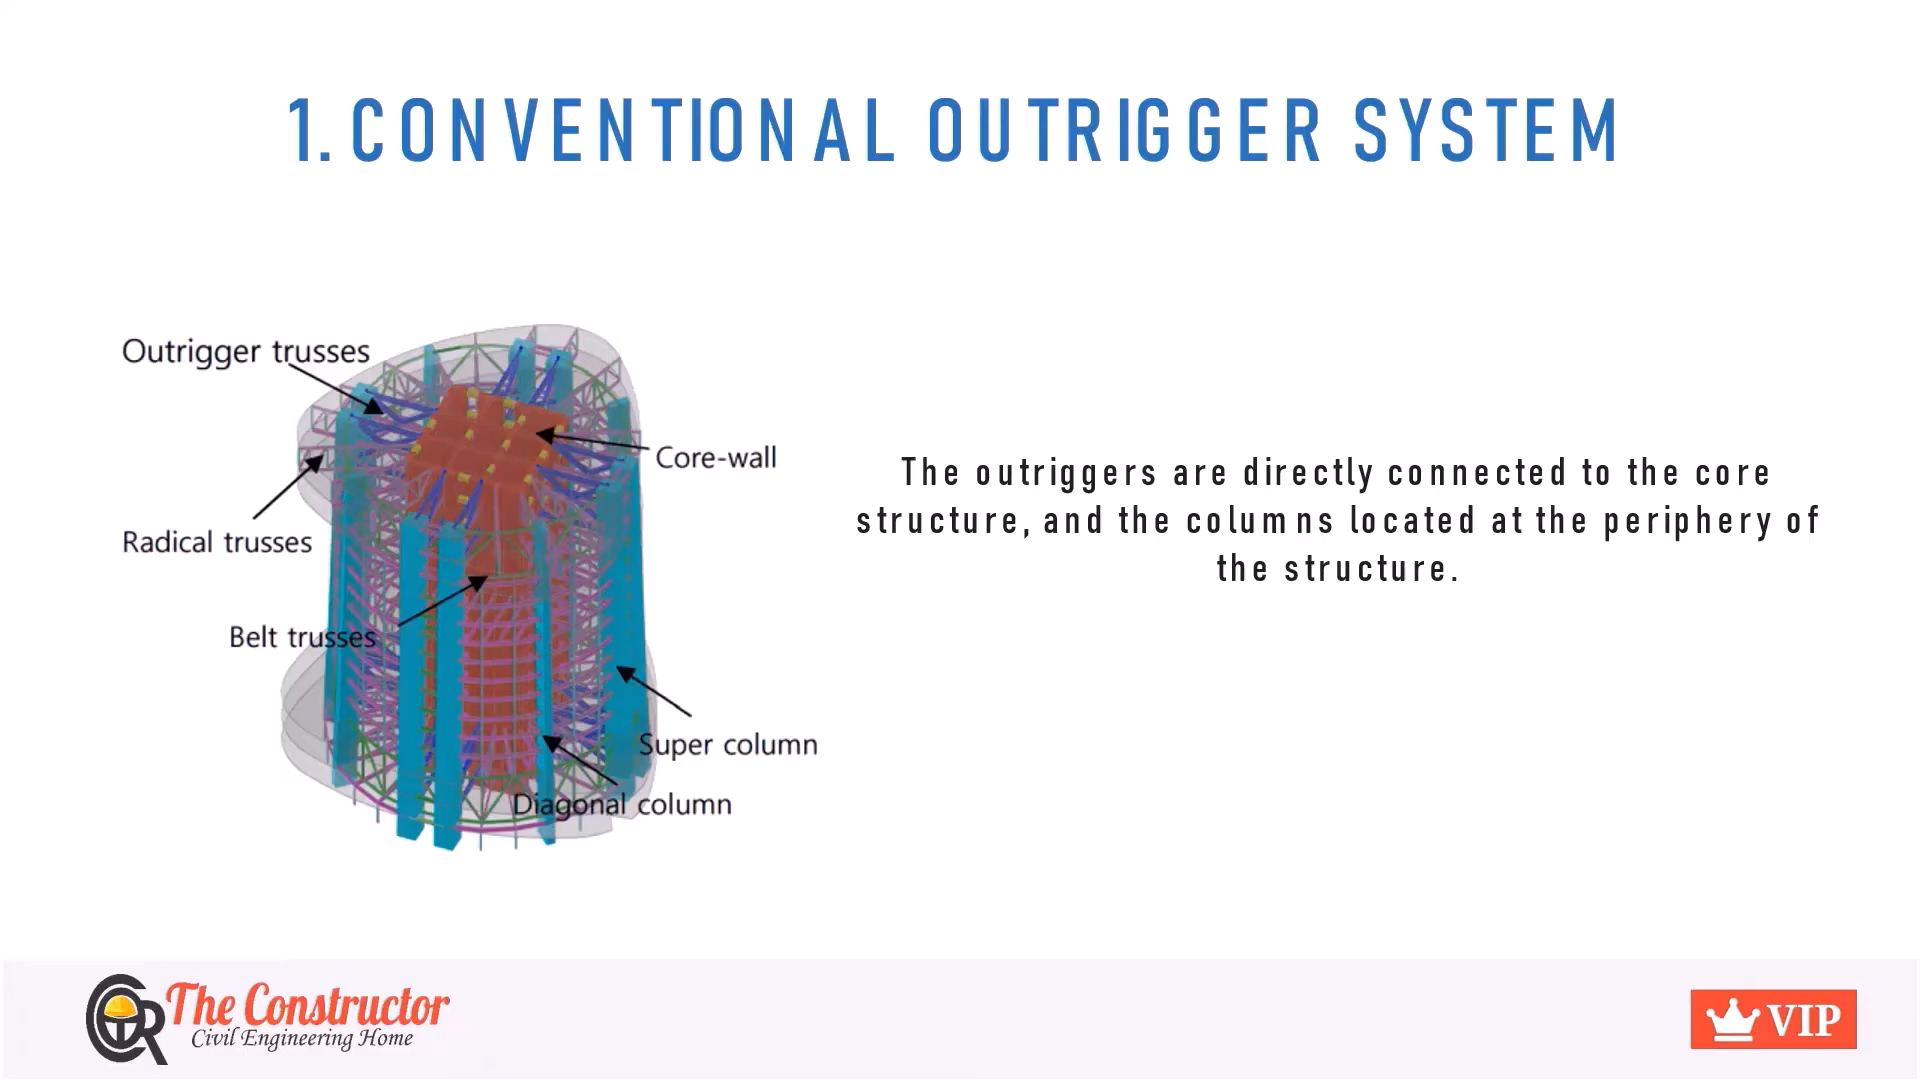 1. CONVENTIONAL OUTRIGGER SYSTEM
Outrigger trusses
Core-wall
Radical trusses
Belt trusses
Super column
Diagonal column
The outriggers are directly connected to the core
structure, and the columns located at the periphery of
the structure.
The Constructor
Civil Engineering Home
VIP